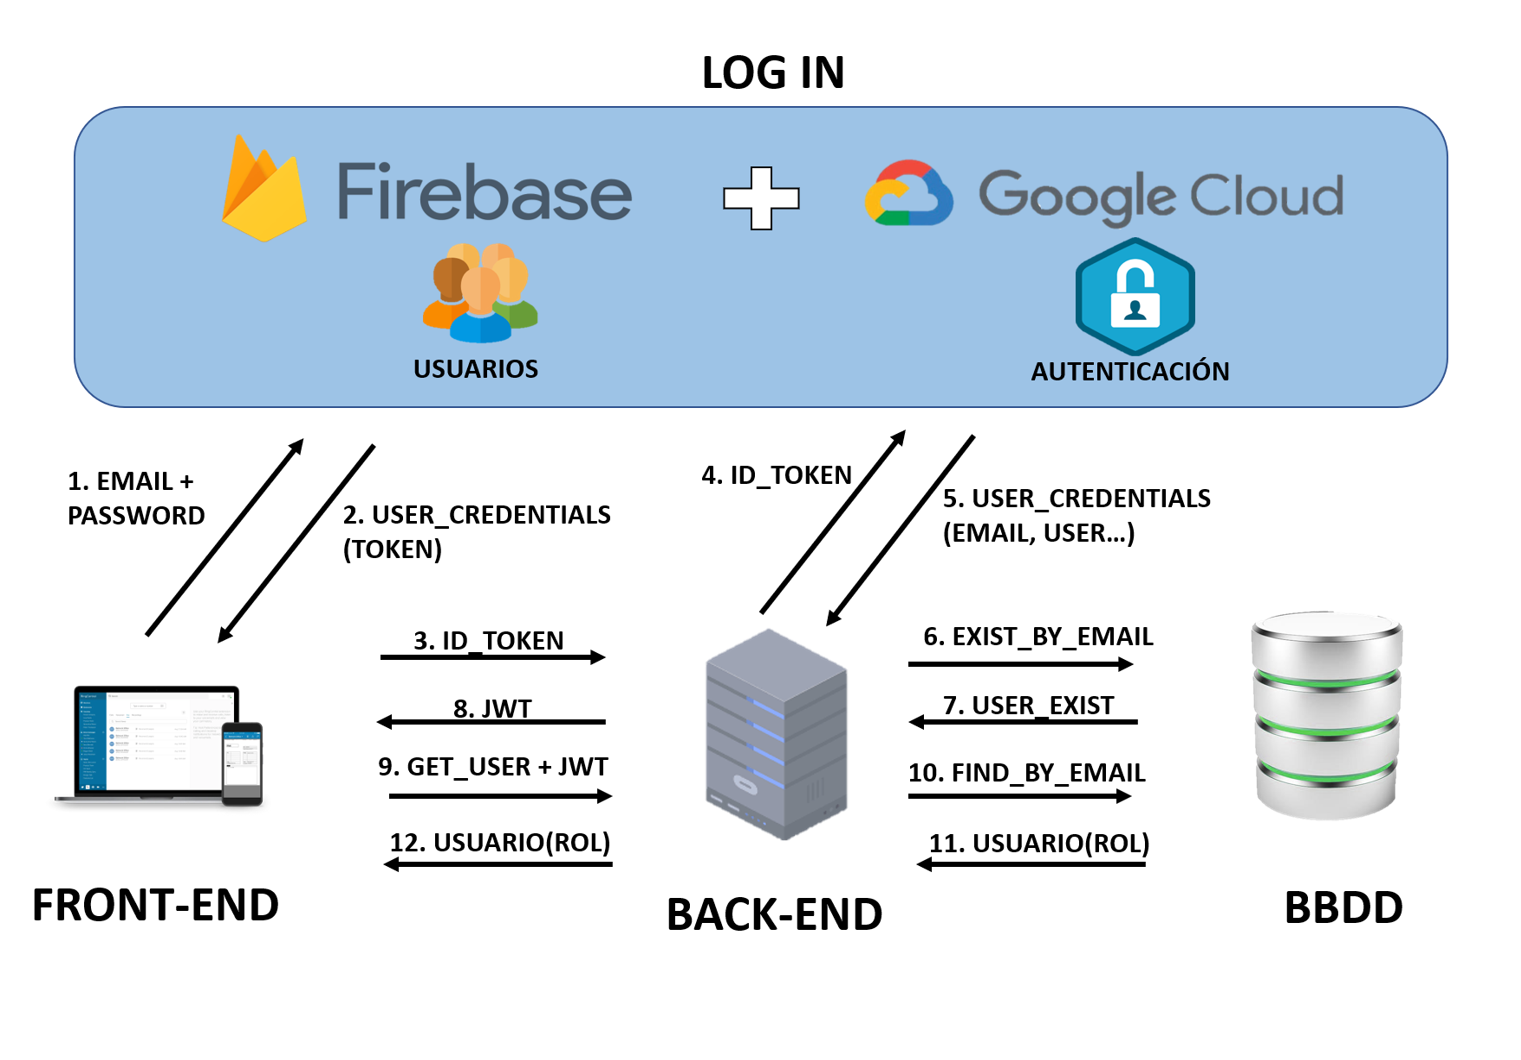 LOG IN
Firebase
Google Cloud
USUARIOS
AUTENTICACIÓN
1. EMAIL +
PASSWORD
2. USER_CREDENTIALS
(TOKEN)
4. ID_TOKEN
5. USER_CREDENTIALS
(EMAIL, USER...)
3. ID_TOKEN
6. EXIST_BY_EMAIL
8. JWT
7. USER_EXIST
9. GET_USER + JWT
10. FIND_BY_EMAIL
12. USUARIO(ROL)
11. USUARIO(ROL)
FRONT-END
BACK-END
BBDD